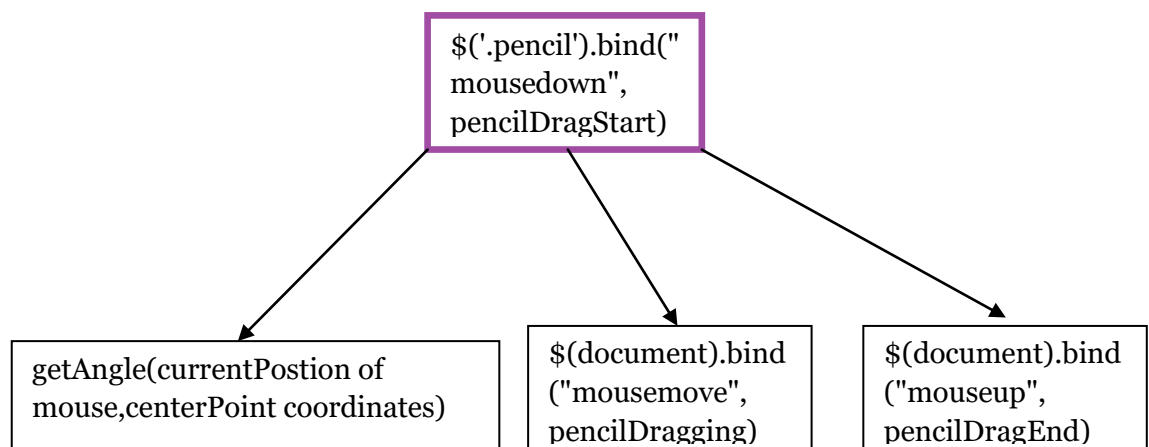 $('.pencil').bind("
mousedown",
pencilDragStart)
getAngle(currentPostion of
mouse,centerPoint coordinates)
$(document).bind
("mousemove",
pencilDragging)
$(document).bind
("mouseup",
pencilDragEnd)